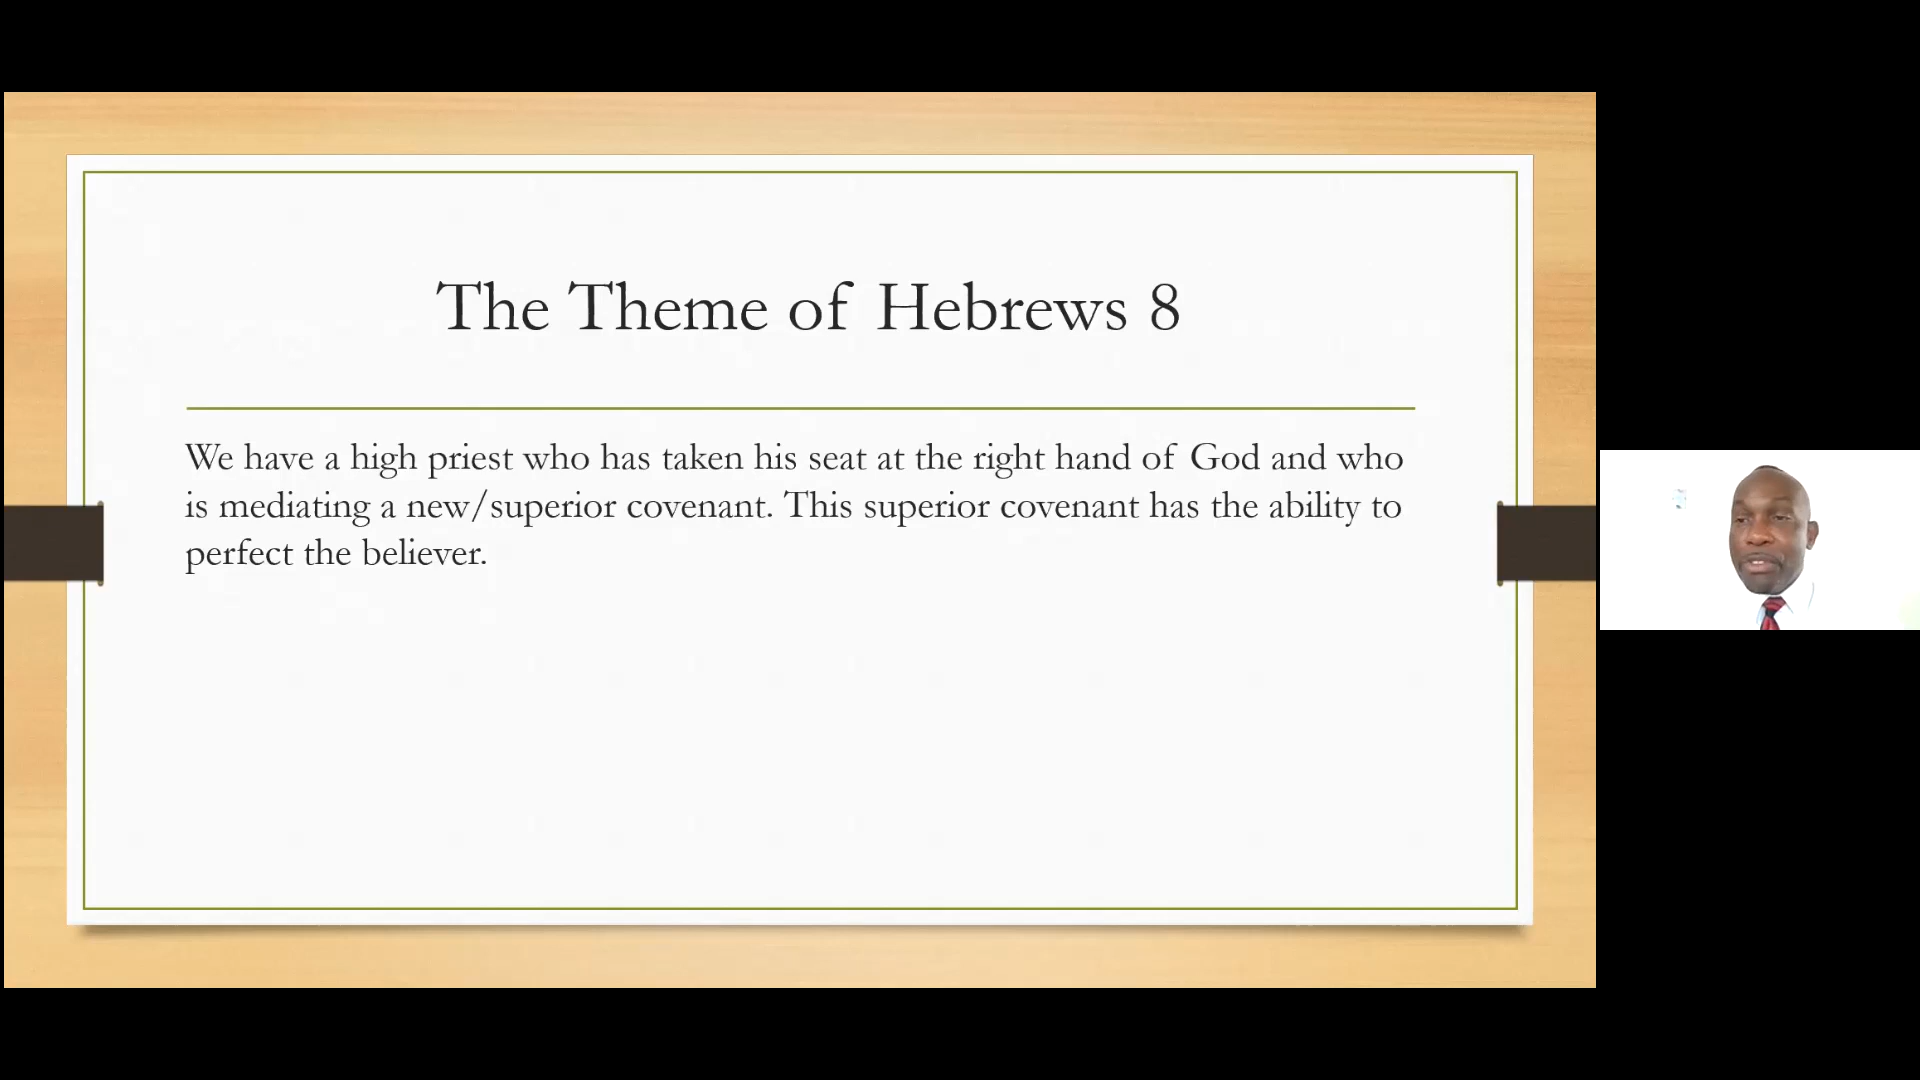 The Theme of Hebrews 8
We have a high priest who has taken his seat at the right hand of God and who
is mediating a new/superior covenant. This superior covenant has the ability to
perfect the believer.